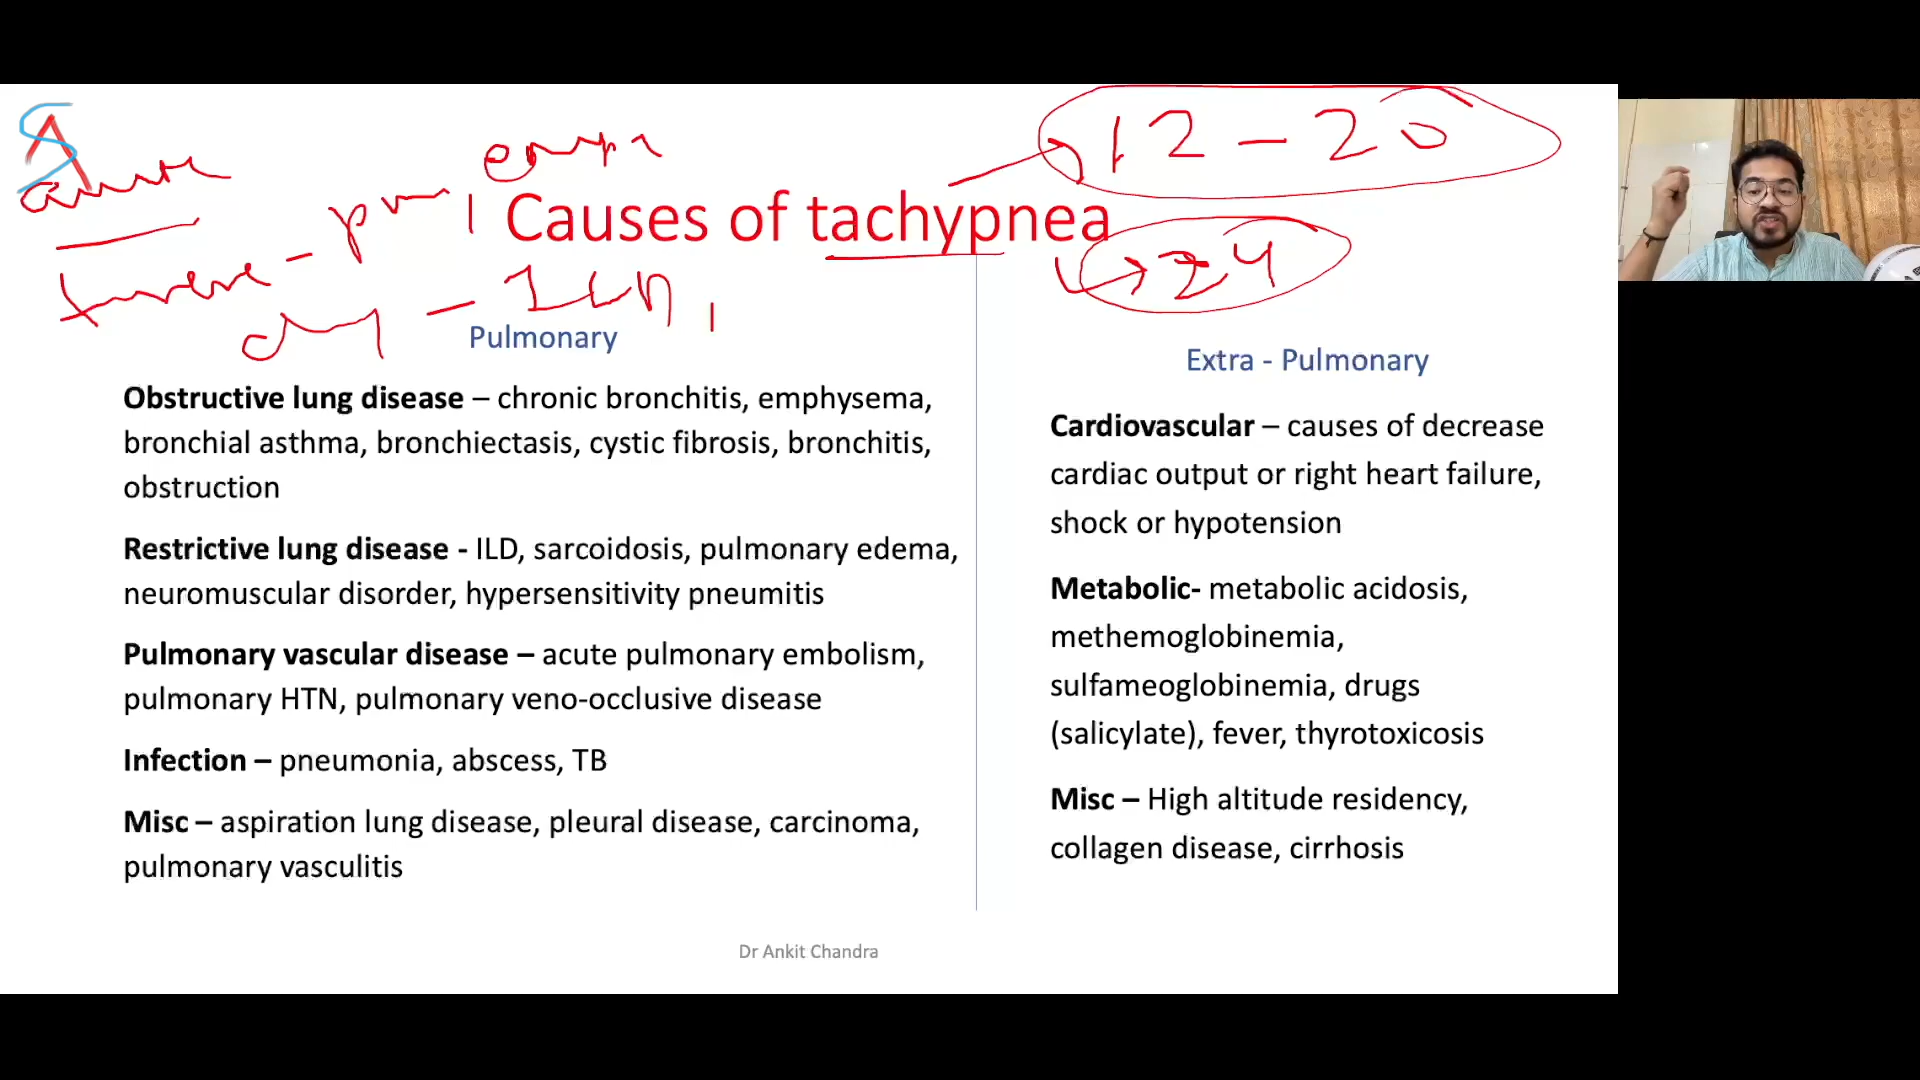 12 - 20
Causes of tachypnea
24
Pulmonary
Obstructive lung disease – chronic bronchitis, emphysema,
bronchial asthma, bronchiectasis, cystic fibrosis, bronchitis,
obstruction
Restrictive lung disease - ILD, sarcoidosis, pulmonary edema,
neuromuscular disorder, hypersensitivity pneumitis
Pulmonary vascular disease – acute pulmonary embolism,
pulmonary HTN, pulmonary veno-occlusive disease
Infection – pneumonia, abscess, TB
Misc – aspiration lung disease, pleural disease, carcinoma,
pulmonary vasculitis
Extra - Pulmonary
Cardiovascular – causes of decrease
cardiac output or right heart failure,
shock or hypotension
Metabolic- metabolic acidosis,
methemoglobinemia,
sulfameoglobinemia, drugs
(salicylate), fever, thyrotoxicosis
Misc – High altitude residency,
collagen disease, cirrhosis
Dr Ankit Chandra